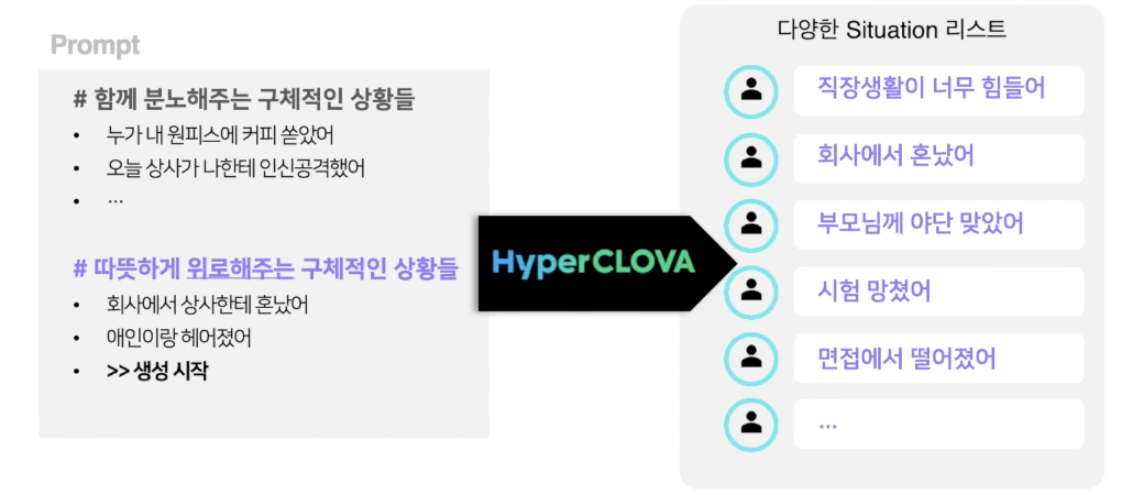 Prompt
# 함께 분노해주는 구체적인 상황들
• 누가 내 원피스에 커피 쏟았어
• 오늘 상사가 나한테 인신공격했어
• …
# 따뜻하게 위로해주는 구체적인 상황들
• 회사에서 상사한테 혼났어
• 애인이랑 헤어졌어
• >> 생성 시작
HyperCLOVA
다양한 Situation 리스트
직장생활이 너무 힘들어
회사에서 혼났어
부모님께 야단 맞았어
시험 망쳤어
면접에서 떨어졌어
…